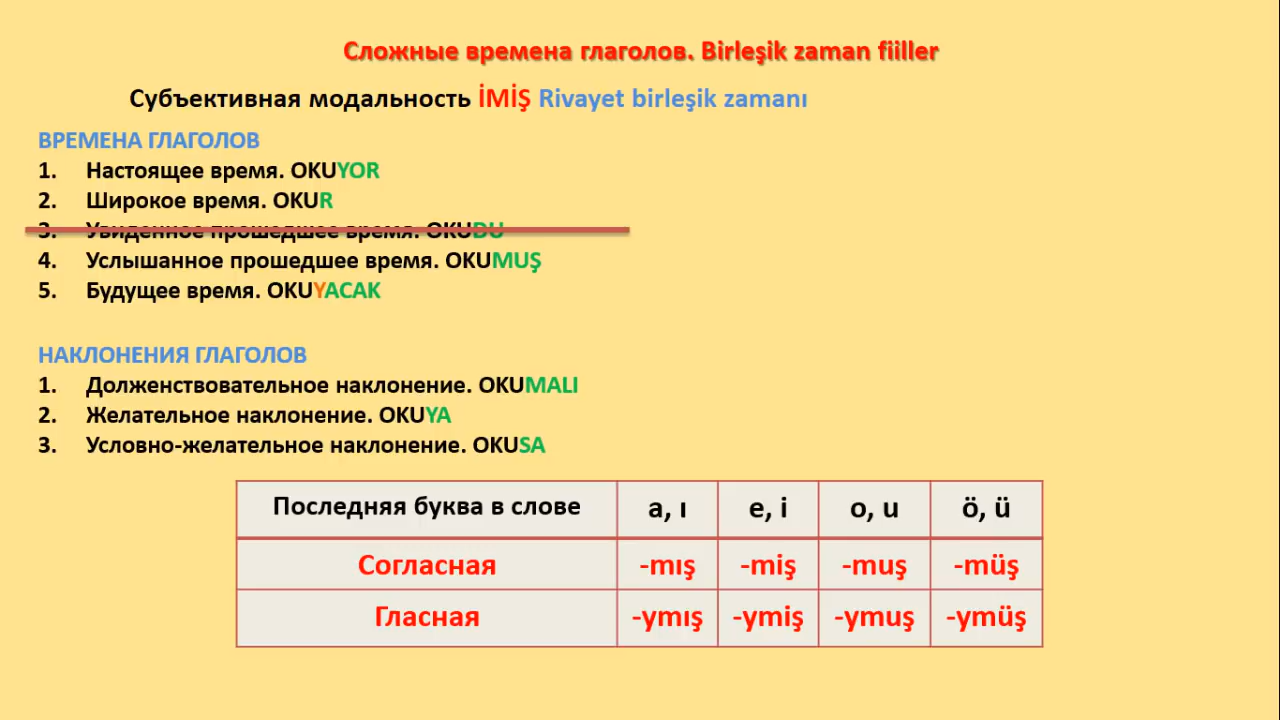 Сложные времена глаголов. Birleşik zaman fiiller
Субъективная модальность İMİŞ Rivayet birleşik zamanı
ВРЕМЕНА ГЛАГОЛОВ
1. Настоящее время. OKUYOR
2. Широкое время. OKUR
3. Увиденное прошедшее время. OKUDU
4. Услышанное прошедшее время. OKUMUŞ
5. Будущее время. OKUYACAK
НАКЛОНЕНИЯ ГЛАГОЛОВ
1. Долженствовательное наклонение. OKUMALI
2. Желательное наклонение. OKUYA
3. Условно-желательное наклонение. OKUSA
Последняя буква в слове a, ı e, i o, u ö, ü
Согласная -mış -miş -muş -müş
Гласная -ymış -ymiş -ymuş -ymüş